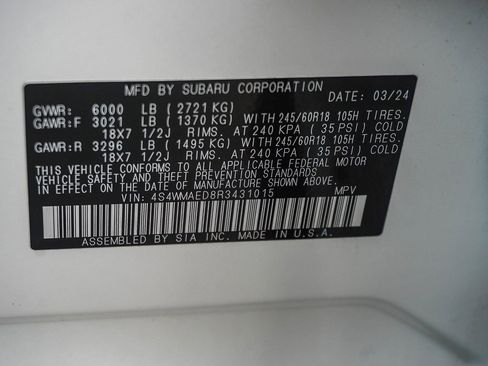 MFD BY SUBARU CORPORATION
DATE: 03/24
GVWR: 6000 LB (2721 KG)
GAWR:F 3021 LB (1370 KG) WITH 245/60R18 105H TIRES.
18X7 1/2J RIMS. AT 240 KPA (35 PSI) COLD
GAWR:R 3296 LB (1495 KG) WITH 245/60R18 105H TIRES.
18X7 1/2J RIMS. AT 240 KPA (35 PSI) COLD
THIS VEHICLE CONFORMS TO ALL APPLICABLE FEDERAL MOTOR
VEHICLE SAFETY AND THEFT PREVENTION STANDARDS
IN EFFECT ON THE DATE OF MANUFACTURE SHOWN ABOVE.
VIN: 4S4WMAED8R3431015 MPV
ASSEMBLED BY SIA INC. MADE IN U.S.A.